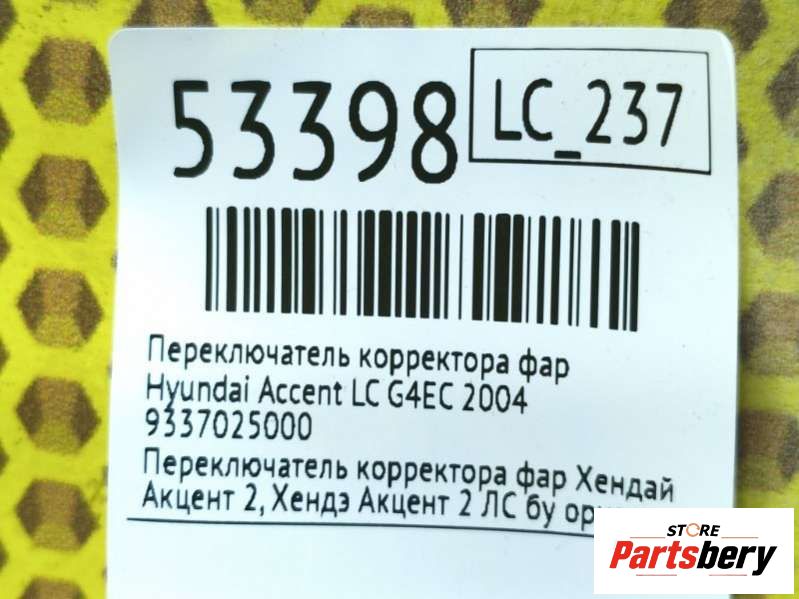 53398
LC_237
Переключатель корректора фар
Hyundai Accent LC G4EC 2004
9337025000
Переключатель корректора фар Хендай
Акцент 2, Хендэ Акцент 2 ЛС бу
STORE
Partsbery